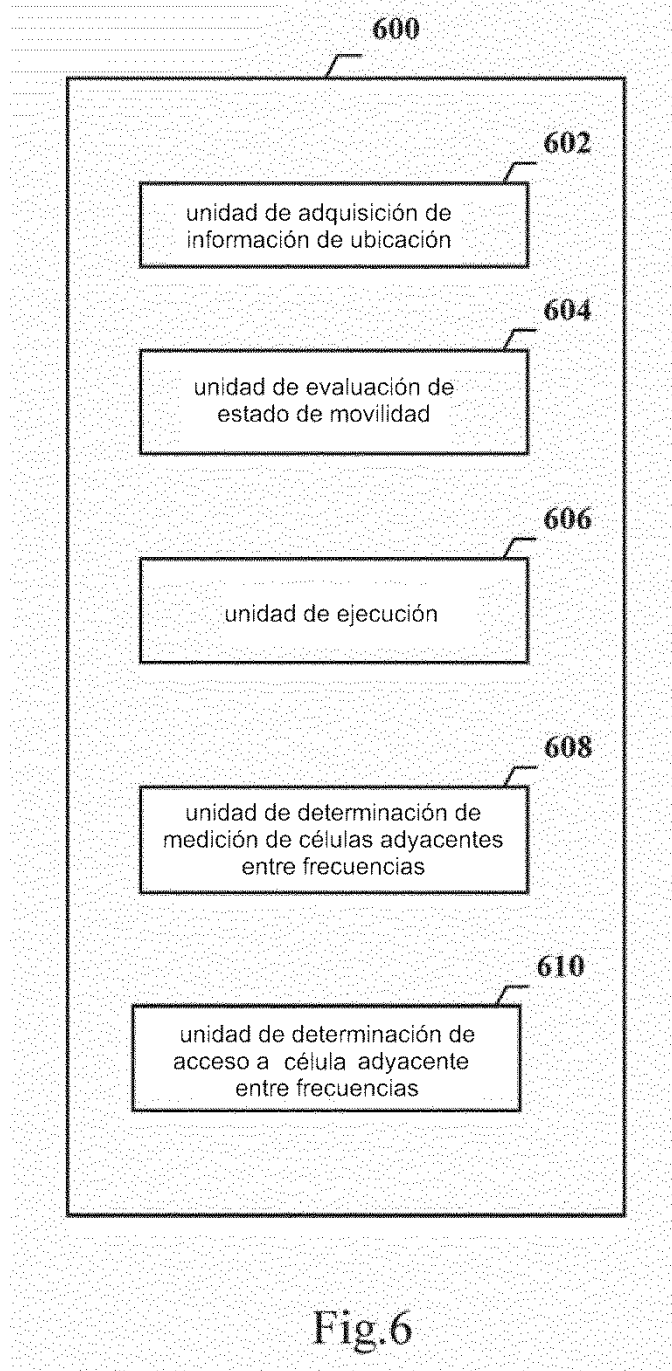 600
602
unidad de adquisición de
información de ubicación
604
unidad de evaluación de
estado de movilidad
606
unidad de ejecución
608
unidad de determinación de
medición de células adyacentes
entre frecuencias
610
unidad de determinación de
acceso a célula adyacente
entre frecuencias
Fig.6